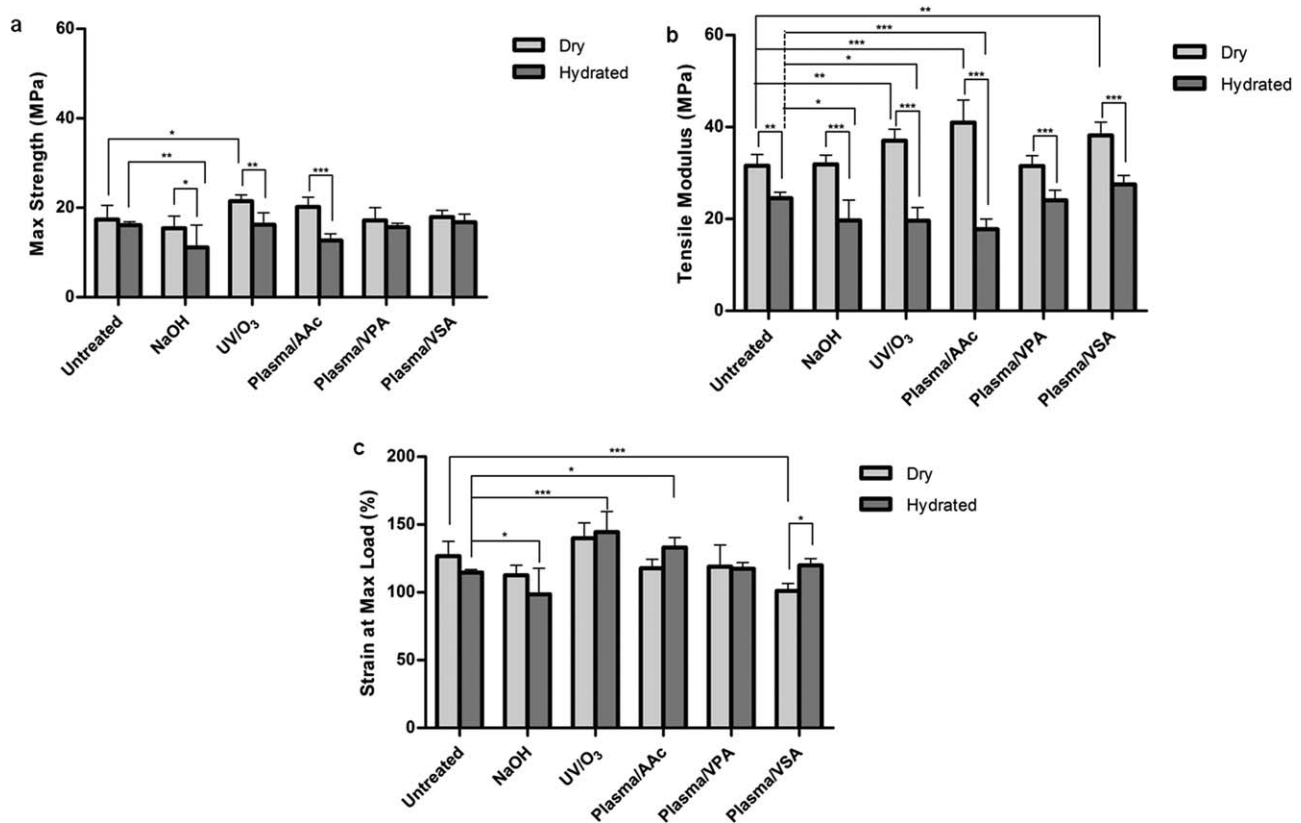 a
60
40
20
0
Max Strength (MPa)
Dry
Hydrated
*
**
*
**
***
Untreated
NaOH
UV/O₃
Plasma/AAc
Plasma/VPA
Plasma/VSA
b
60
40
20
0
Tensile Modulus (MPa)
Dry
Hydrated
**
***
***
*
**
*
**
***
***
***
***
***
Untreated
NaOH
UV/O₃
Plasma/AAc
Plasma/VPA
Plasma/VSA
c
200
150
100
50
0
Strain at Max Load (%)
Dry
Hydrated
***
*
***
*
*
Untreated
NaOH
UV/O₃
Plasma/AAc
Plasma/VPA
Plasma/VSA